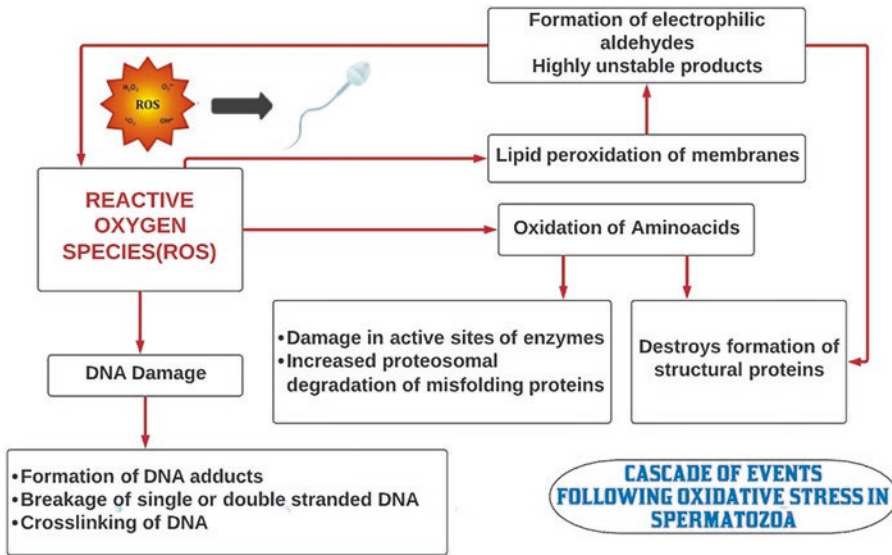 Formation of electrophilic
aldehydes
Highly unstable products
H₂O₂ O₂•⁻
ROS
Lipid peroxidation of membranes
REACTIVE
OXYGEN
SPECIES(ROS)
Oxidation of Aminoacids
•Damage in active sites of enzymes
•Increased proteosomal
degradation of misfolding proteins
Destroys formation of
structural proteins
DNA Damage
•Formation of DNA adducts
•Breakage of single or double stranded DNA
•Crosslinking of DNA
CASCADE OF EVENTS
FOLLOWING OXIDATIVE STRESS IN
SPERMATOZOA